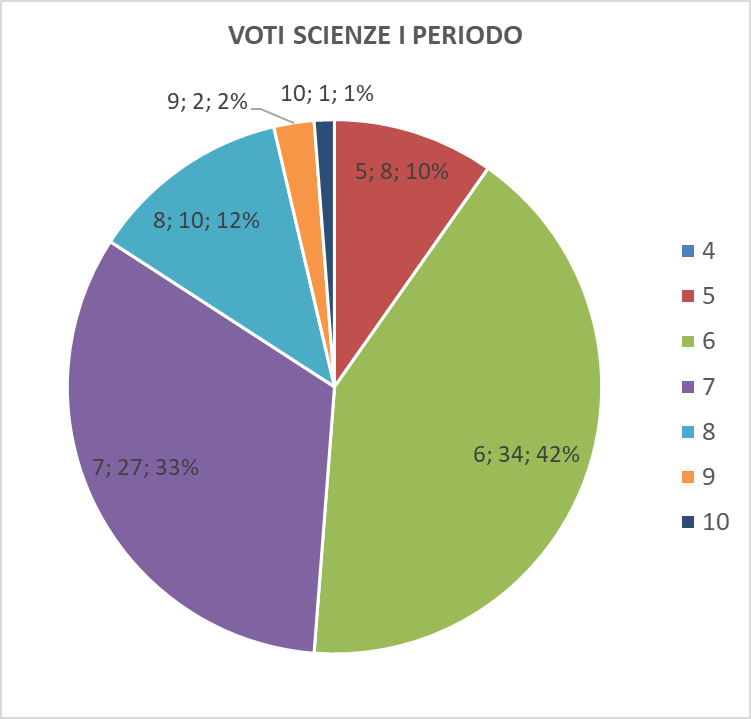 VOTI SCIENZE I PERIODO
9; 2; 2%
10; 1; 1%
5; 8; 10%
8; 10; 12%
6; 34; 42%
7; 27; 33%
4
5
6
7
8
9
10